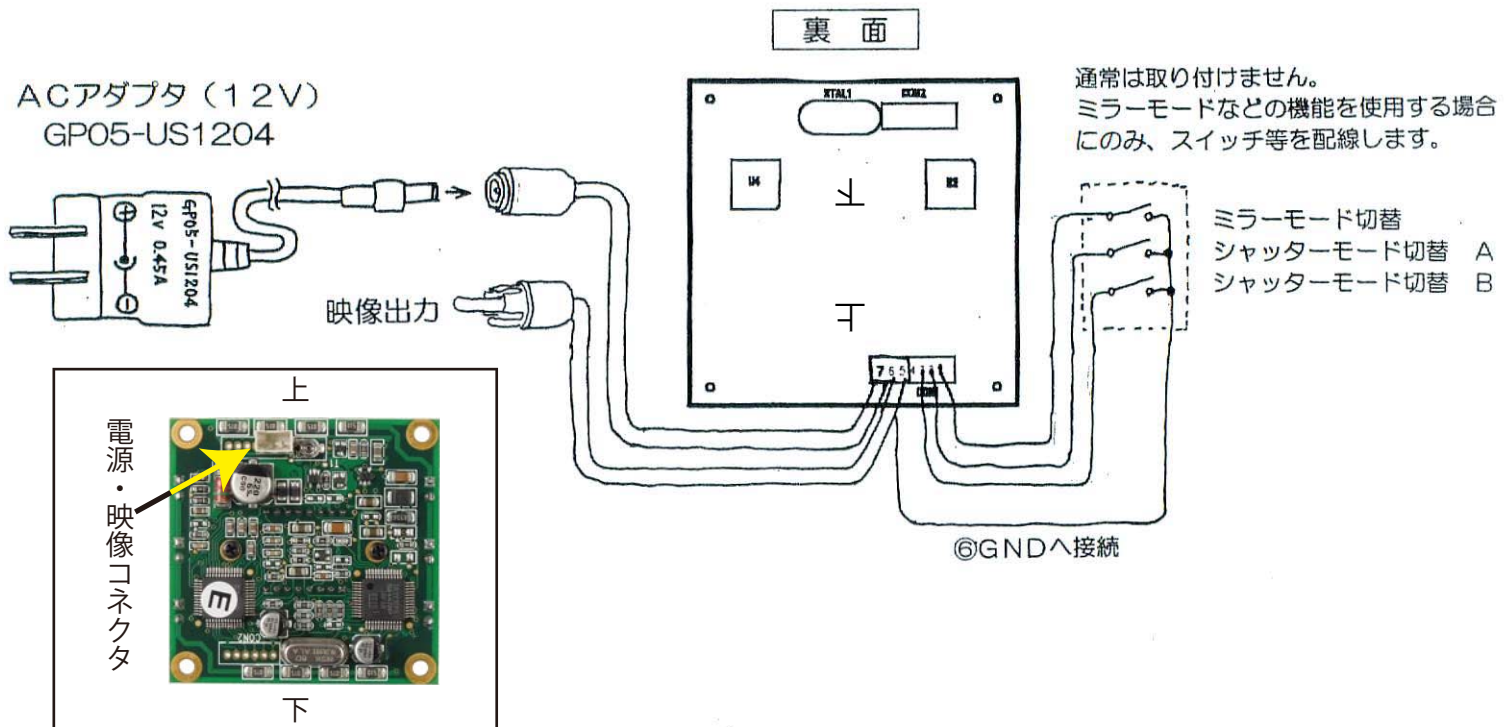 裏 面
ACアダプタ（12V）
GP05-US1204
通常は取り付けません。
ミラーモードなどの機能を使用する場合
にのみ、スイッチ等を配線します。
XTAL1
CON2
U4
GP05-US1204
12V 0.45A
ミラーモード切替
シャッターモード切替 A
シャッターモード切替 B
下
上
映像出力
7 6 5 4 3 2 1
⑥GNDへ接続
上
電源・映像コネクタ
220
E
CON2
下